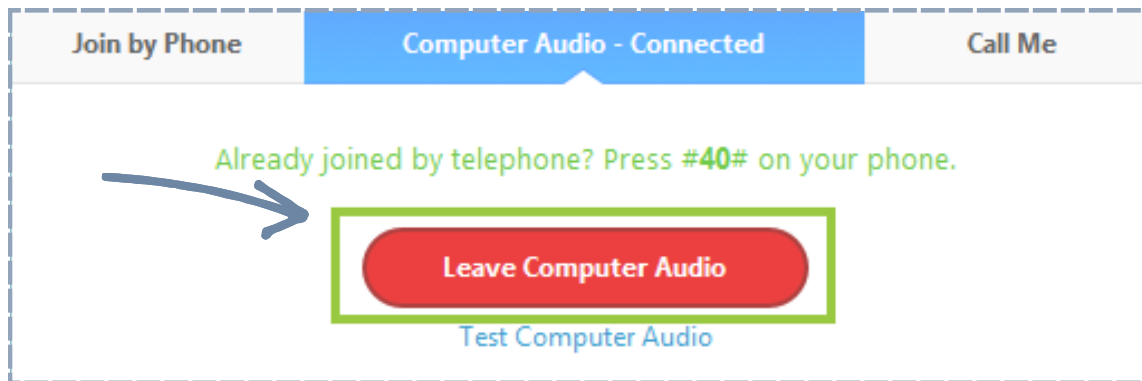 Join by Phone
Computer Audio - Connected
Call Me
Already joined by telephone? Press #40# on your phone.
Leave Computer Audio
Test Computer Audio